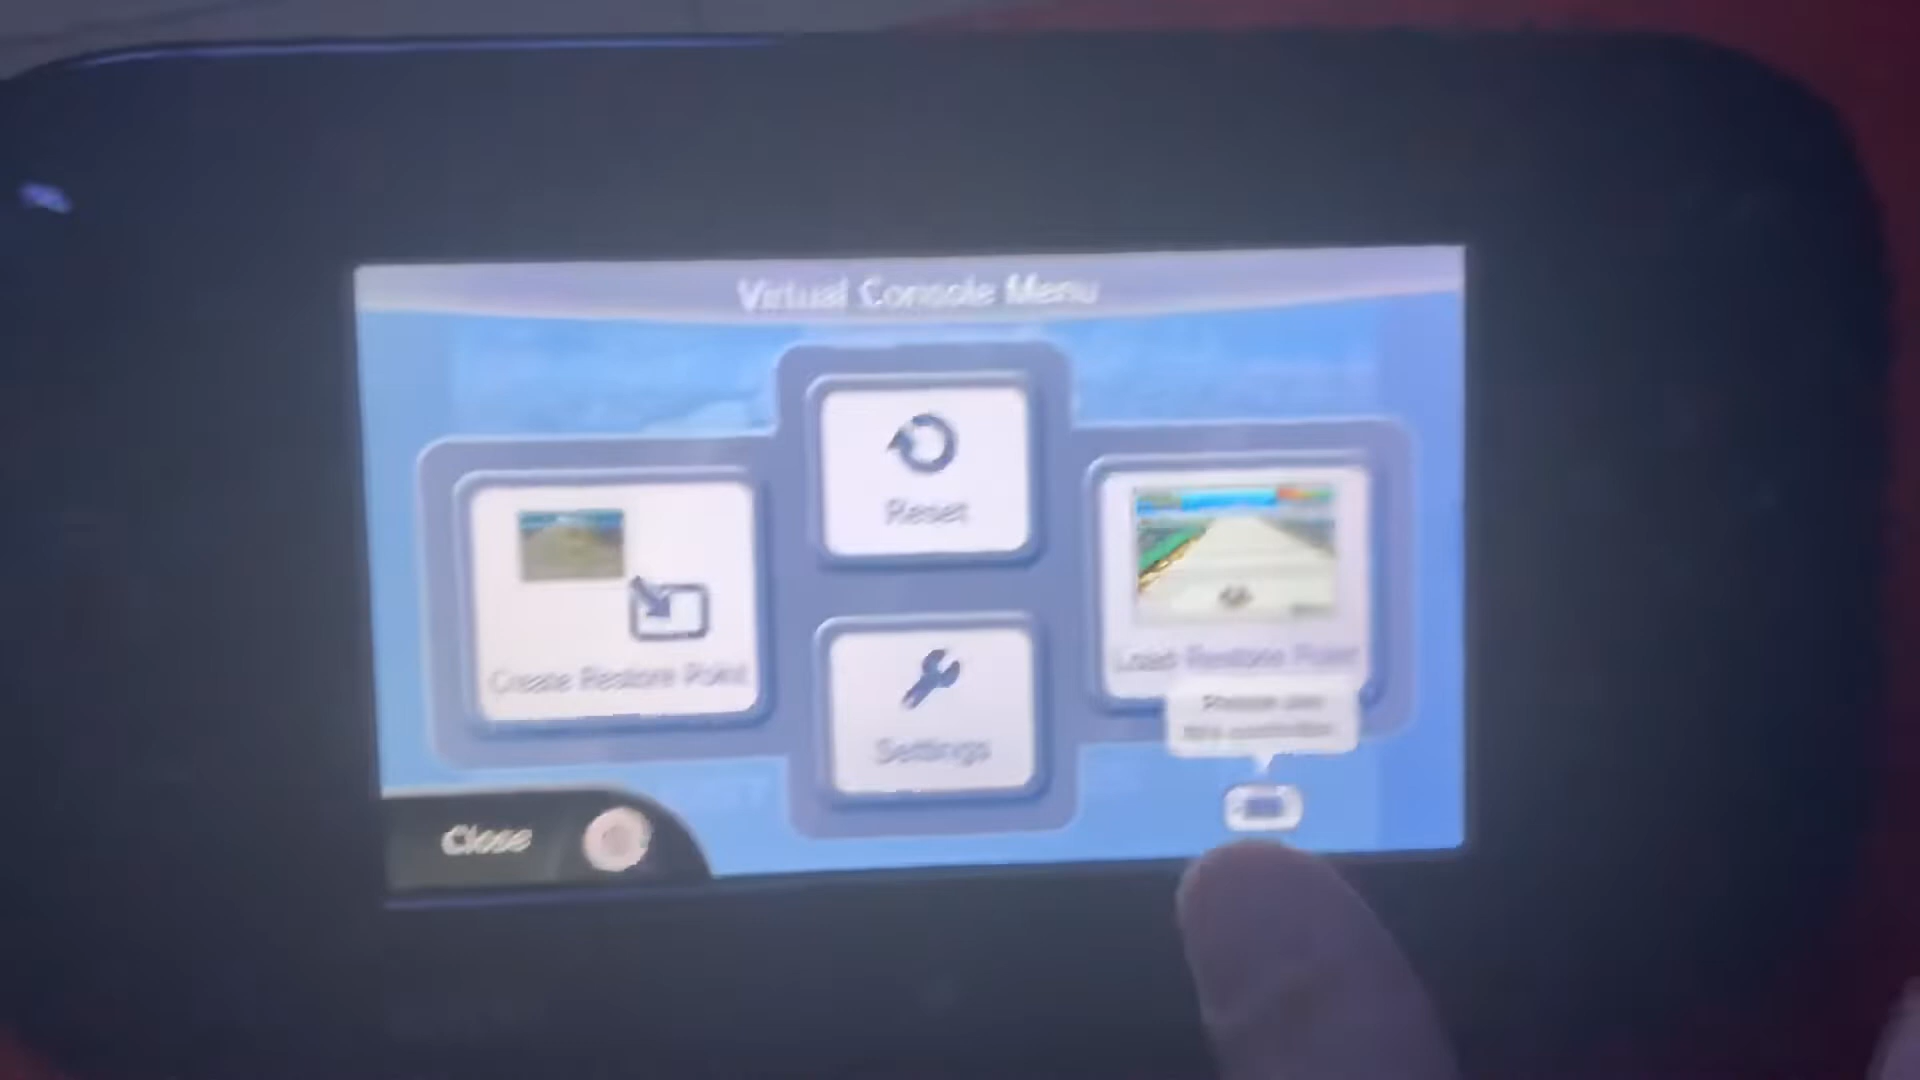 Virtual Console Menu
Reset
Create Restore Point
Load Restore Point
Settings
Close